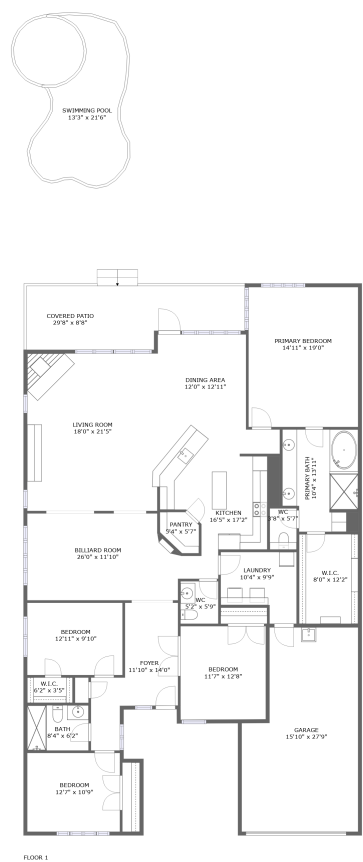 SWIMMING POOL
13'3" x 21'6"
COVERED PATIO
29'8" x 8'8"
PRIMARY BEDROOM
14'11" x 19'0"
DINING AREA
12'0" x 12'11"
LIVING ROOM
18'0" x 21'5"
PRIMARY BATH
10'4" x 13'11"
KITCHEN
16'5" x 17'2"
WC
3'8" x 5'7"
PANTRY
5'4" x 5'7"
BILLIARD ROOM
26'0" x 11'10"
LAUNDRY
10'4" x 9'9"
W.I.C.
8'0" x 12'2"
WC
5'2" x 5'9"
BEDROOM
12'11" x 9'10"
FOYER
11'10" x 14'0"
BEDROOM
11'7" x 12'8"
W.I.C.
6'2" x 3'5"
BATH
8'4" x 6'2"
GARAGE
15'10" x 27'9"
BEDROOM
12'7" x 10'9"
FLOOR 1